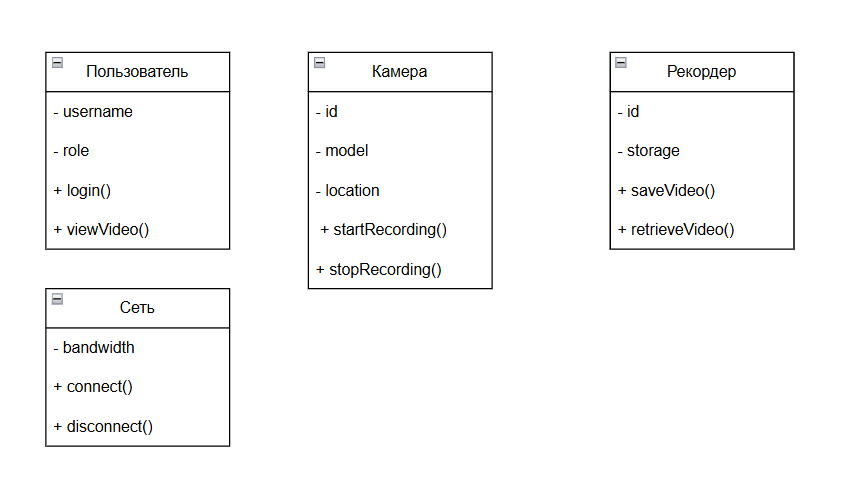 Пользователь
- username
- role
+ login()
+ viewVideo()
Камера
- id
- model
- location
+ startRecording()
+ stopRecording()
Рекордер
- id
- storage
+ saveVideo()
+ retrieveVideo()
Сеть
- bandwidth
+ connect()
+ disconnect()